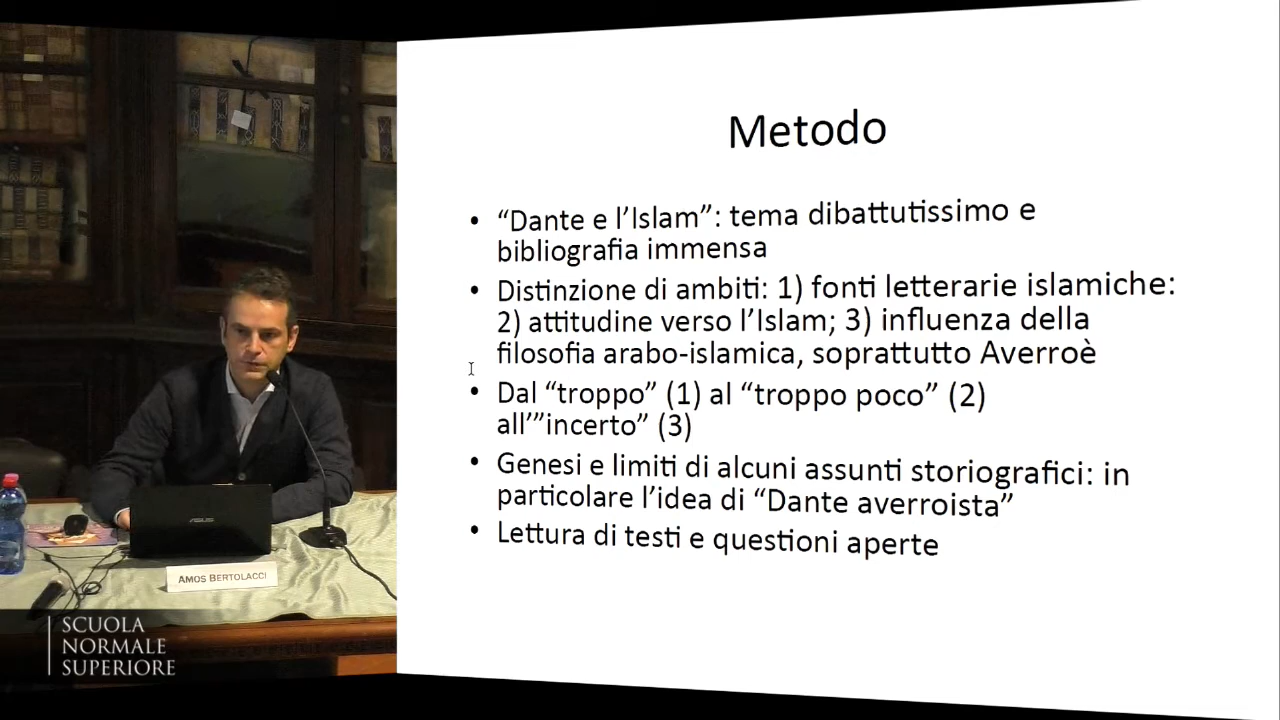 Metodo
• “Dante e l’Islam”: tema dibattutissimo e
bibliografia immensa
• Distinzione di ambiti: 1) fonti letterarie islamiche:
2) attitudine verso l’Islam; 3) influenza della
filosofia arabo-islamica, soprattutto Averroè
• Dal “troppo” (1) al “troppo poco” (2)
all’”incerto” (3)
• Genesi e limiti di alcuni assunti storiografici: in
particolare l’idea di “Dante averroista”
• Lettura di testi e questioni aperte
ASUS
AMOS BERTOLACCI
SCUOLA
NORMALE
SUPERIORE